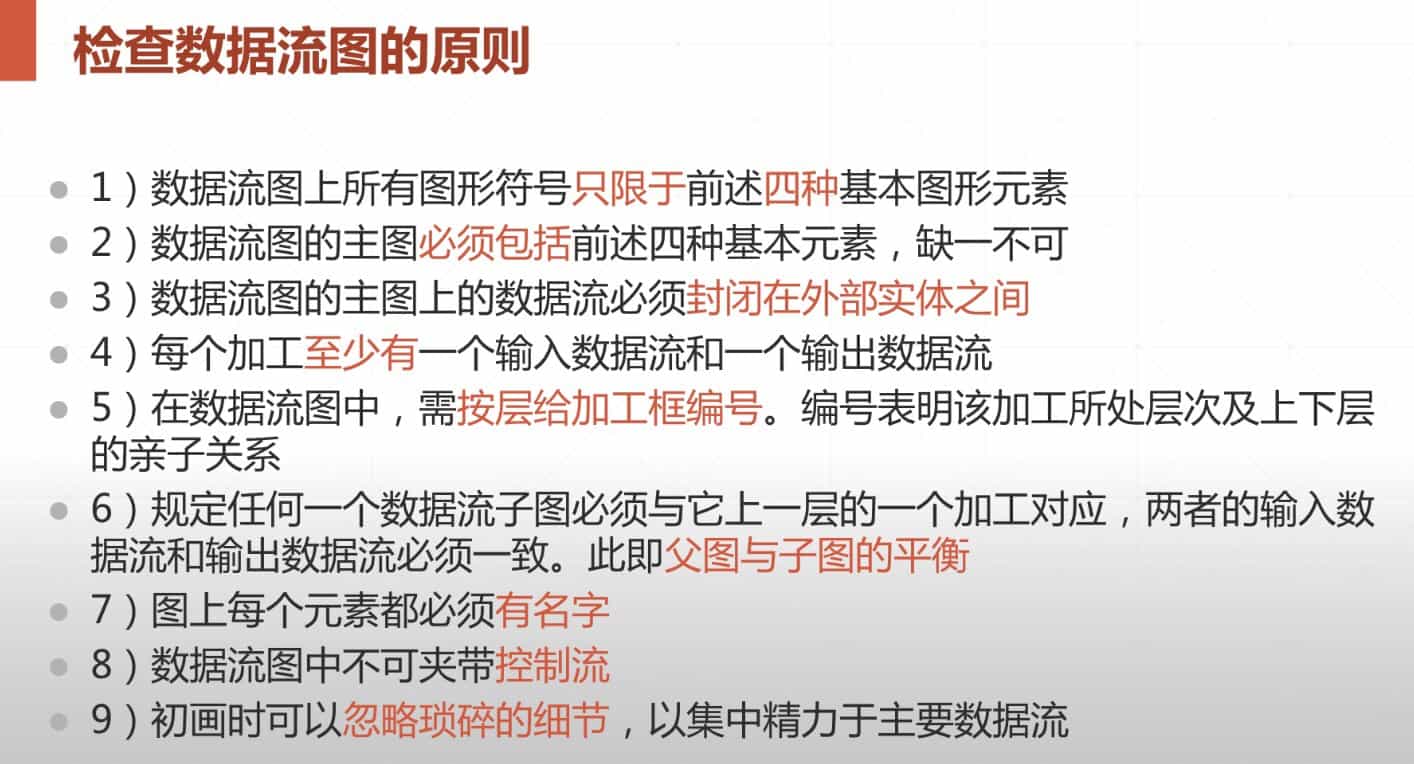 检查数据流图的原则
1）数据流图上所有图形符号只限于前述四种基本图形元素
2）数据流图的主图必须包括前述四种基本元素，缺一不可
3）数据流图的主图上的数据流必须封闭在外部实体之间
4）每个加工至少有一个输入数据流和一个输出数据流
5）在数据流图中，需按层给加工框编号。编号表明该加工所处层次及上下层
的亲子关系
6）规定任何一个数据流子图必须与它上一层的一个加工对应，两者的输入数
据流和输出数据流必须一致。此即父图与子图的平衡
7）图上每个元素都必须有名字
8）数据流图中不可夹带控制流
9）初画时可以忽略琐碎的细节，以集中精力于主要数据流